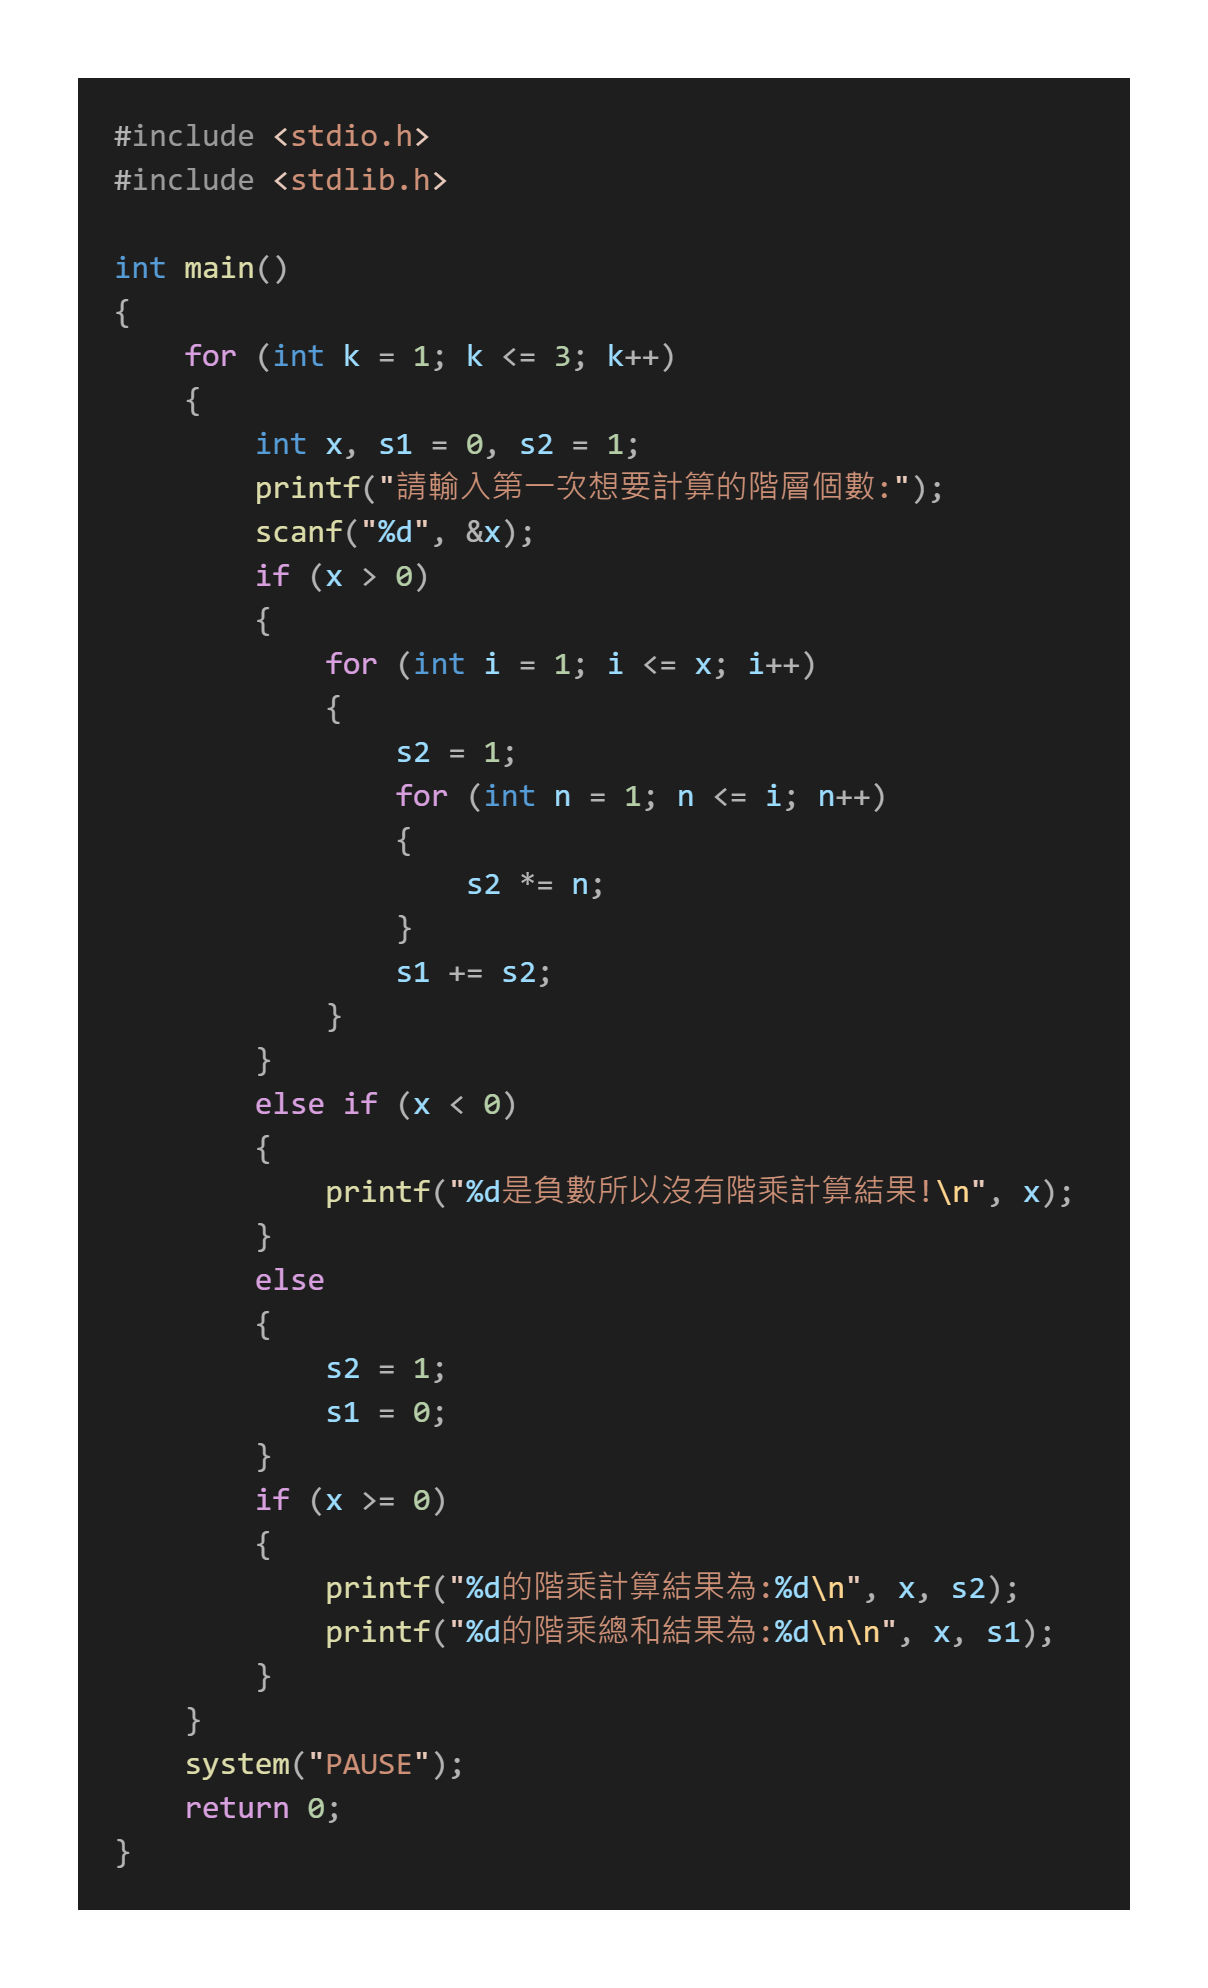 #include <stdio.h>
#include <stdlib.h>

int main()
{
    for (int k = 1; k <= 3; k++)
    {
        int x, s1 = 0, s2 = 1;
        printf("請輸入第一次想要計算的階層個數:");
        scanf("%d", &x);
        if (x > 0)
        {
            for (int i = 1; i <= x; i++)
            {
                s2 = 1;
                for (int n = 1; n <= i; n++)
                {
                    s2 *= n;
                }
                s1 += s2;
            }
        }
        else if (x < 0)
        {
            printf("%d是負數所以沒有階乘計算結果!\n", x);
        }
        else
        {
            s2 = 1;
            s1 = 0;
        }
        if (x >= 0)
        {
            printf("%d的階乘計算結果為:%d\n", x, s2);
            printf("%d的階乘總和結果為:%d\n\n", x, s1);
        }
    }
    system("PAUSE");
    return 0;
}